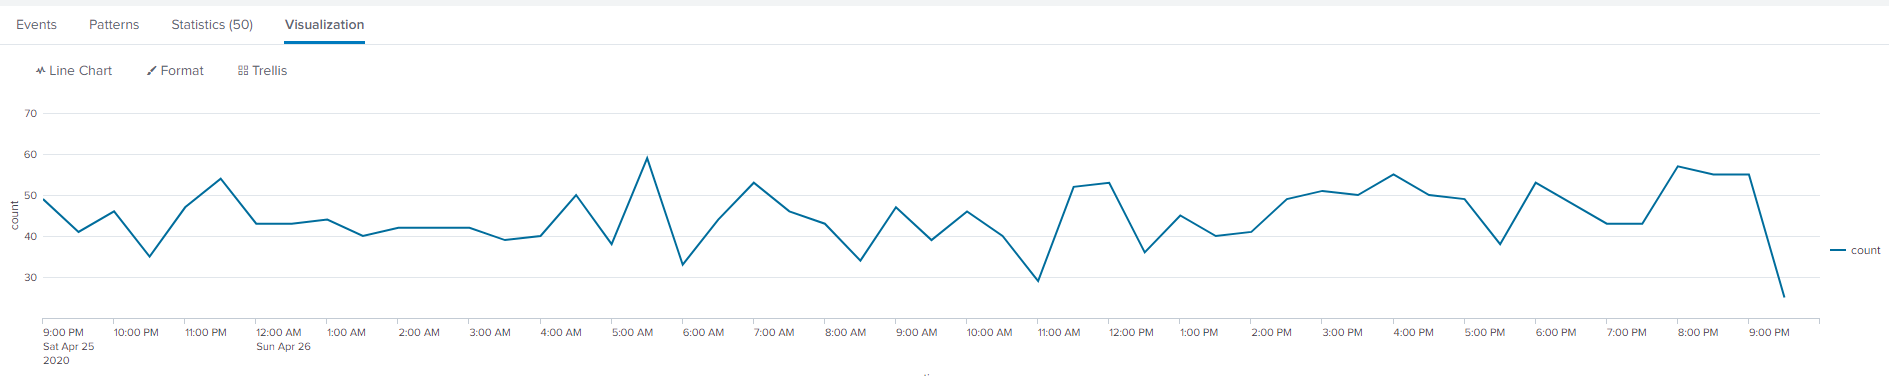 Events Patterns Statistics (50) Visualization
Line Chart Format Trellis
70
60
50
40
30
count
count
9:00 PM 10:00 PM 11:00 PM 12:00 AM 1:00 AM 2:00 AM 3:00 AM 4:00 AM 5:00 AM 6:00 AM 7:00 AM 8:00 AM 9:00 AM 10:00 AM 11:00 AM 12:00 PM 1:00 PM 2:00 PM 3:00 PM 4:00 PM 5:00 PM 6:00 PM 7:00 PM 8:00 PM 9:00 PM
Sat Apr 25 Sun Apr 26
2020